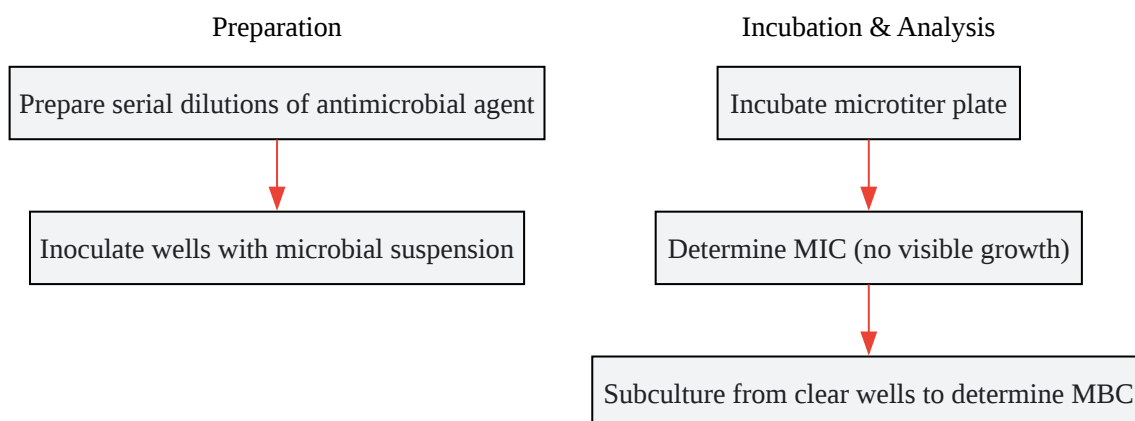 Preparation
Prepare serial dilutions of antimicrobial agent
Inoculate wells with microbial suspension
Incubation & Analysis
Incubate microtiter plate
Determine MIC (no visible growth)
Subculture from clear wells to determine MBC